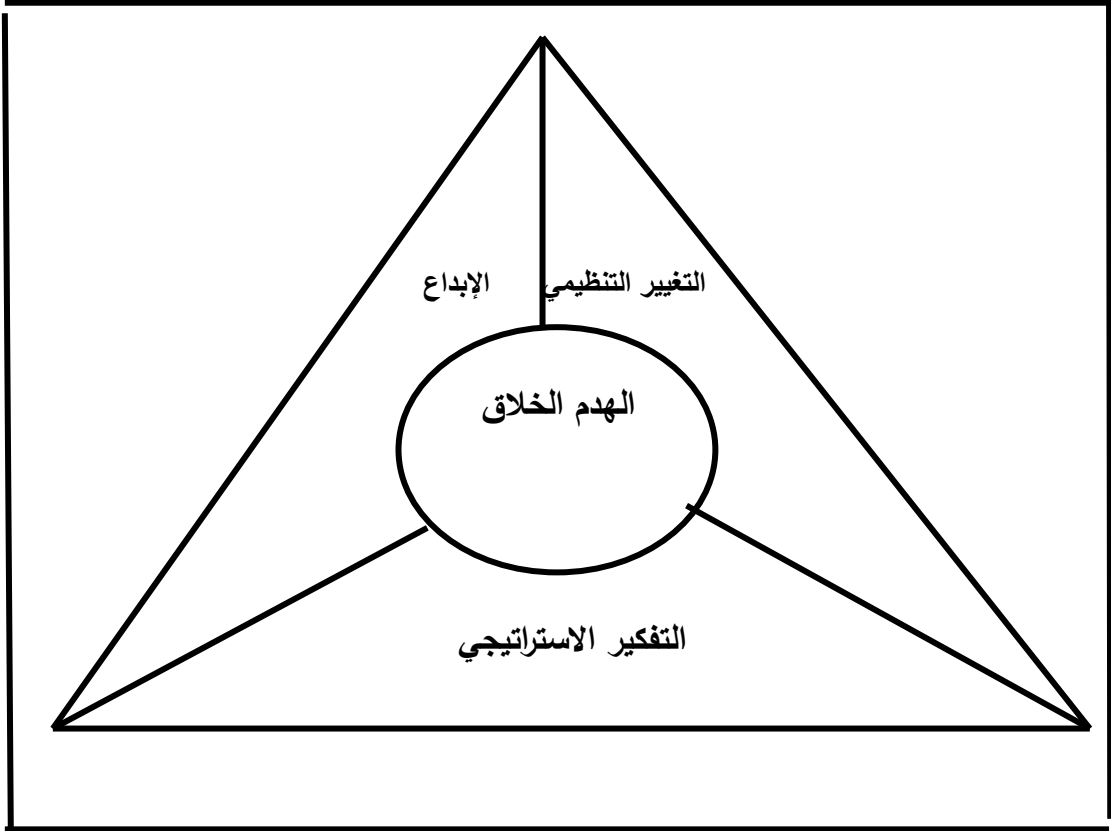 التغيير التنظيمي
الإبداع
الهدم الخلاق
التفكير الاستراتيجي